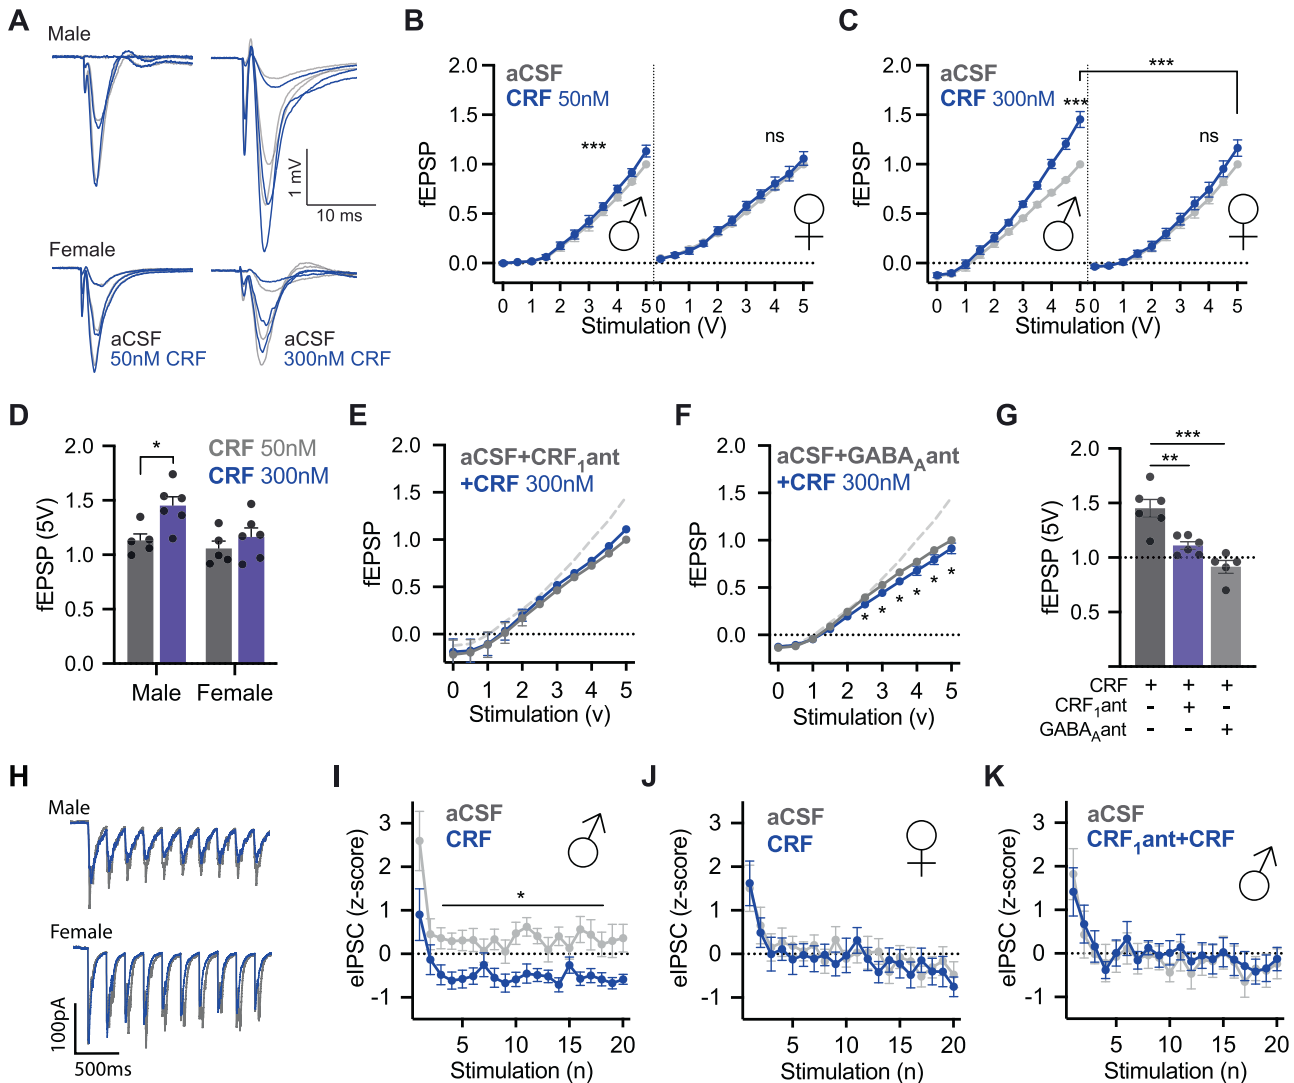 A
Male
1 mV
10 ms
Female
aCSF
50nM CRF
aCSF
300nM CRF
B
aCSF
CRF 50nM
fEPSP
2.0
1.5
1.0
0.5
0.0
***
ns
0 1 2 3 4 5 0 1 2 3 4 5
Stimulation (V)
C
aCSF
CRF 300nM
fEPSP
2.0
1.5
1.0
0.5
0.0
***
***
ns
0 1 2 3 4 5 0 1 2 3 4 5
Stimulation (V)
D
CRF 50nM
CRF 300nM
fEPSP (5V)
2.0
1.5
1.0
0.5
0.0
*
Male Female
E
aCSF+CRF1ant
+CRF 300nM
fEPSP
2.0
1.5
1.0
0.5
0.0
0 1 2 3 4 5
Stimulation (v)
F
aCSF+GABAAant
+CRF 300nM
fEPSP
2.0
1.5
1.0
0.5
0.0
* * * * * *
0 1 2 3 4 5
Stimulation (v)
G
fEPSP (5V)
2.0
1.5
1.0
0.5
***
**
CRF + + +
CRF1ant - + -
GABAAant - - +
H
Male
Female
100pA
500ms
I
aCSF
CRF
eIPSC (z-score)
3
2
1
0
-1
*
5 10 15 20
Stimulation (n)
J
aCSF
CRF
eIPSC (z-score)
3
2
1
0
-1
5 10 15 20
Stimulation (n)
K
aCSF
CRF1ant+CRF
eIPSC (z-score)
3
2
1
0
-1
5 10 15 20
Stimulation (n)